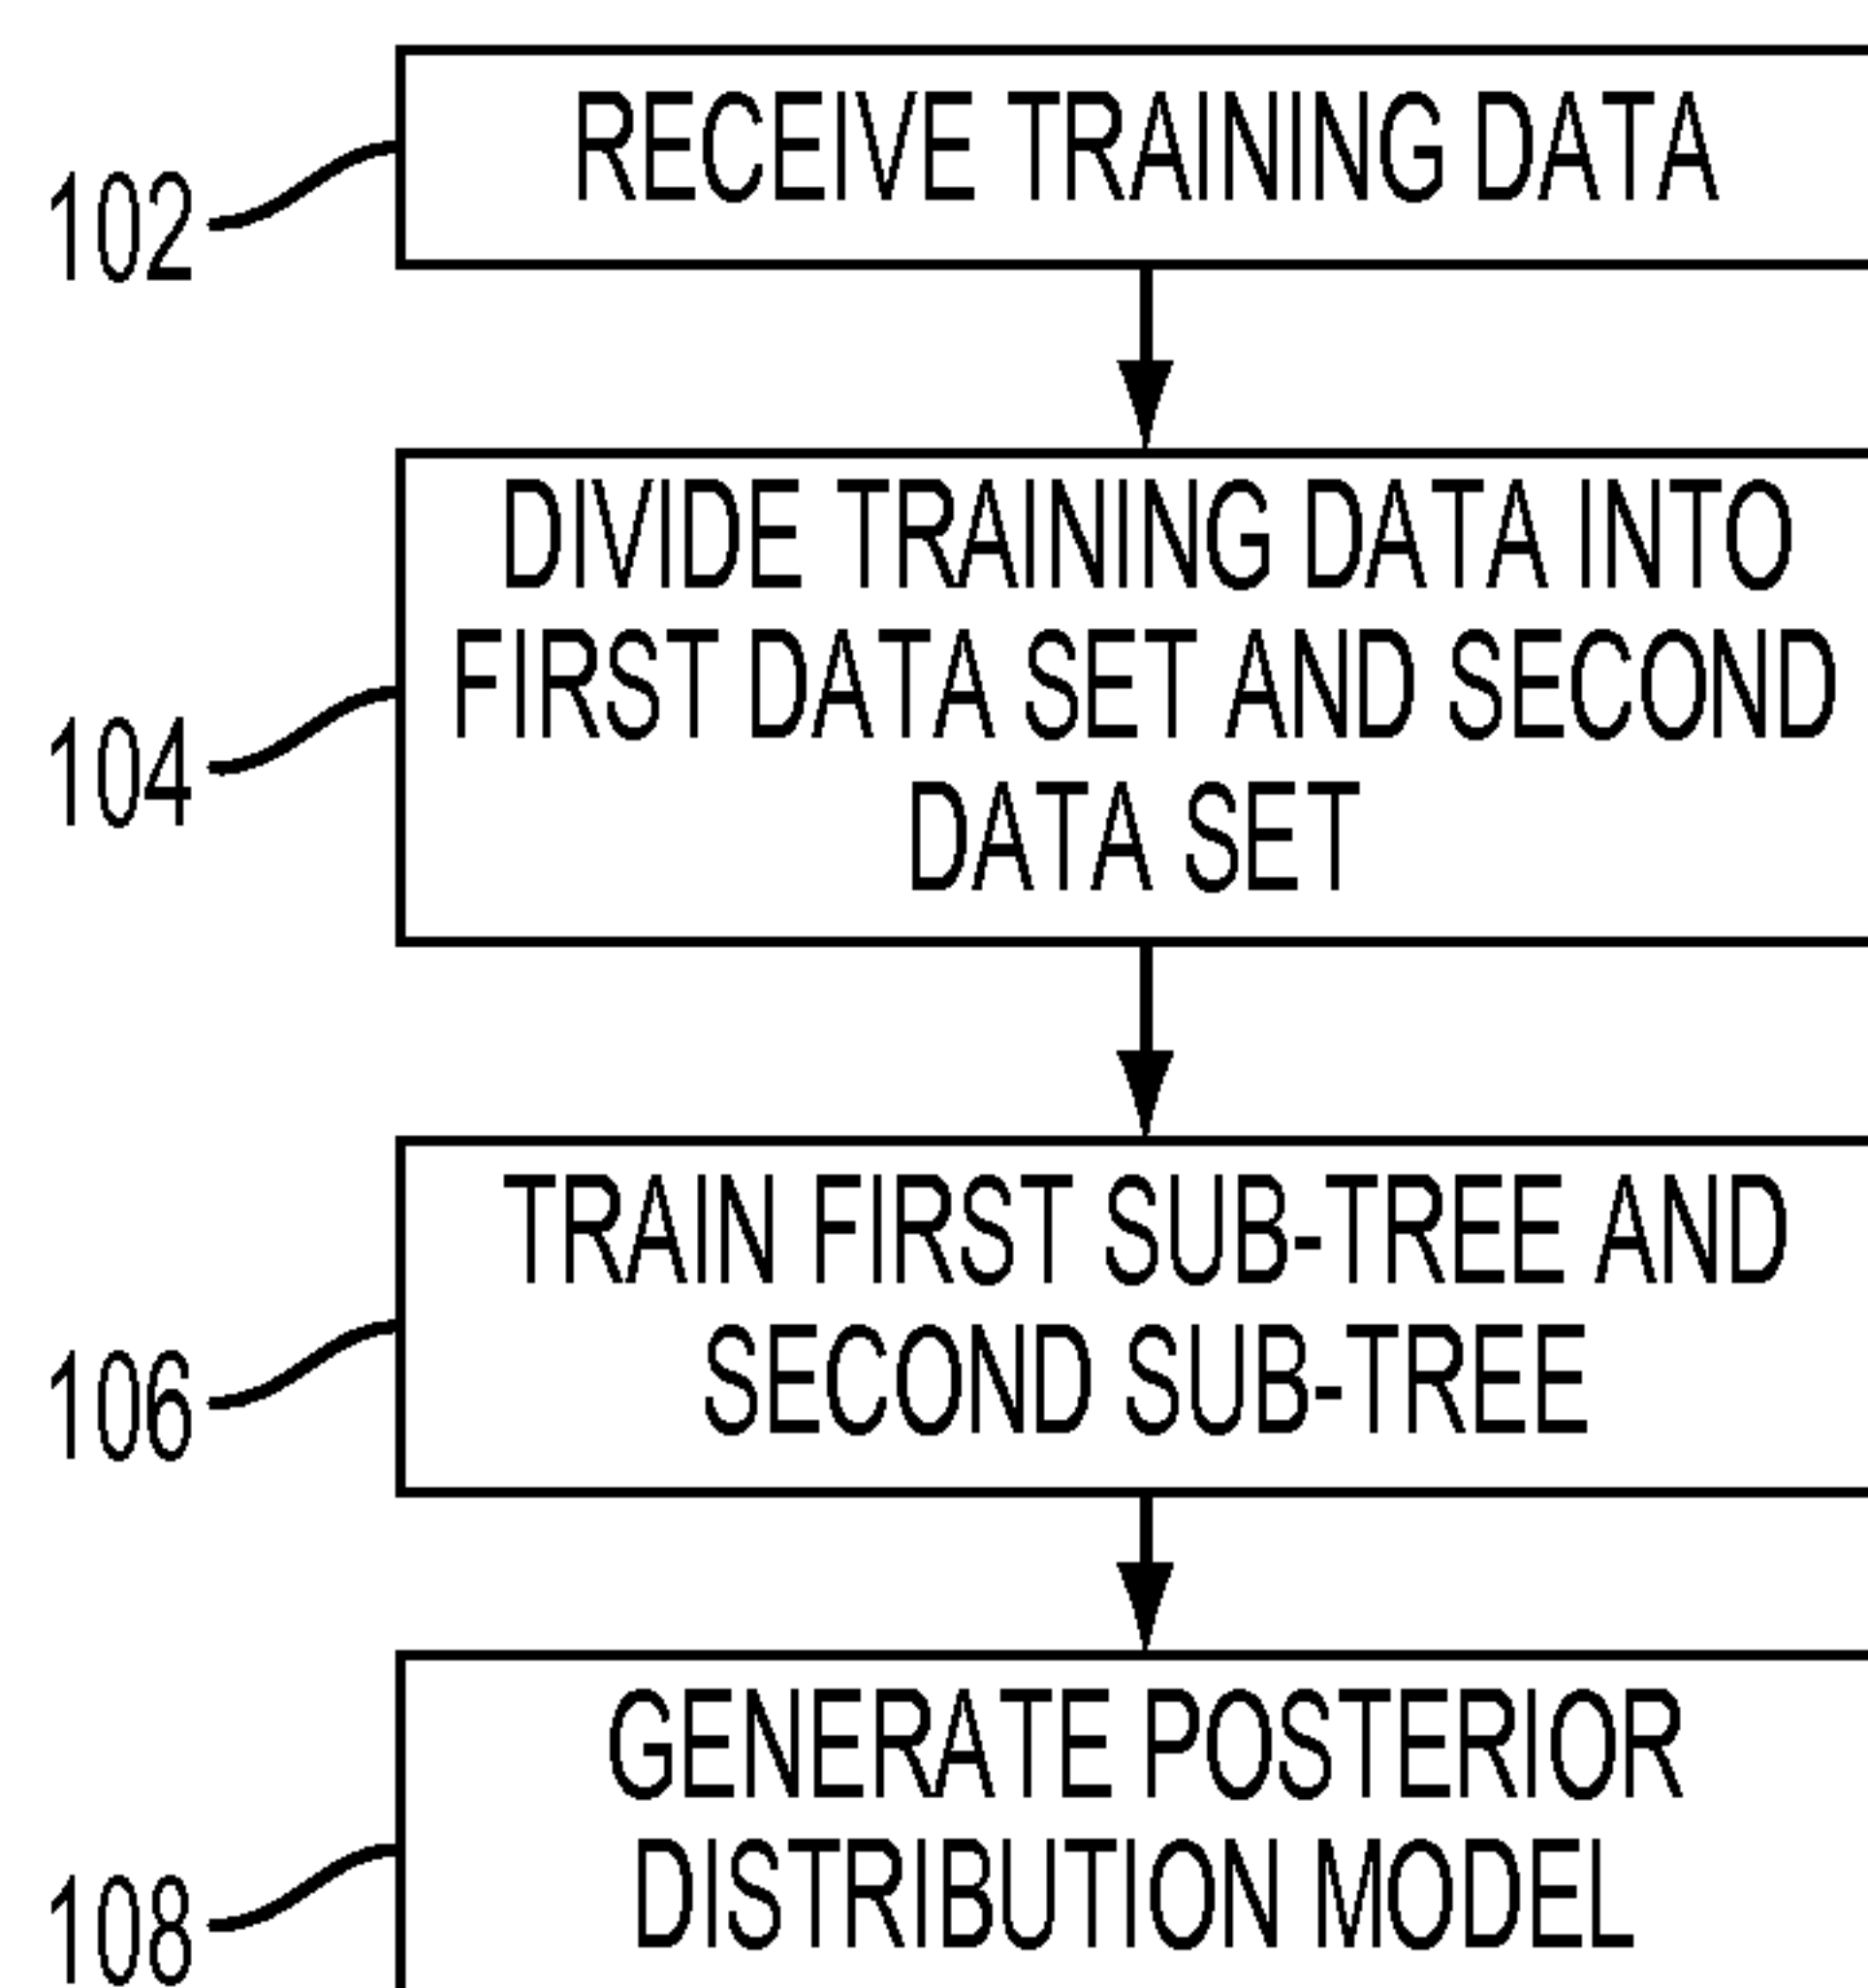 102
RECEIVE TRAINING DATA
104
DIVIDE TRAINING DATA INTO
FIRST DATA SET AND SECOND
DATA SET
106
TRAIN FIRST SUB-TREE AND
SECOND SUB-TREE
108
GENERATE POSTERIOR
DISTRIBUTION MODEL